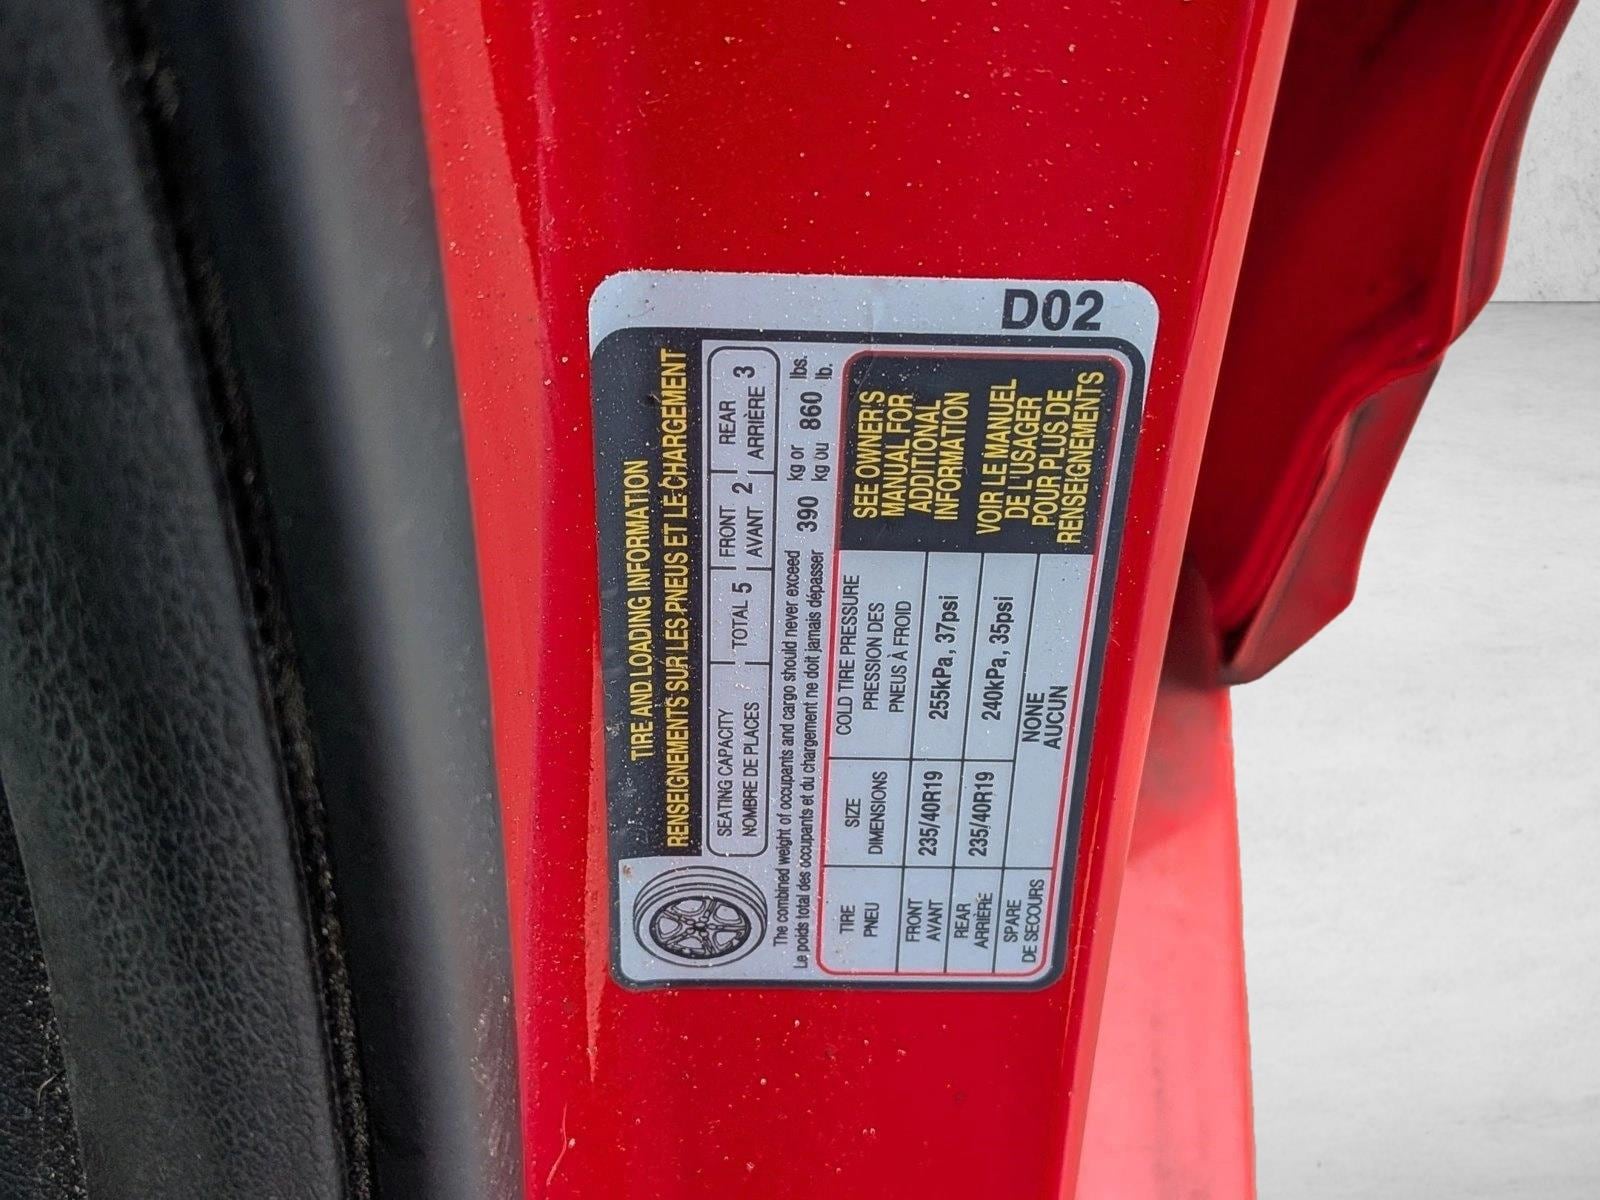 D02
TIRE AND LOADING INFORMATION
RENSEIGNEMENTS SUR LES PNEUS ET LE CHARGEMENT
SEATING CAPACITY
NOMBRE DE PLACES
TOTAL 5
FRONT
AVANT 2
REAR
ARRIÈRE 3
The combined weight of occupants and cargo should never exceed
Le poids total des occupants et du chargement ne doit jamais dépasser
390 kg or
kg ou
860 lbs.
lb.
TIRE
PNEU
SIZE
DIMENSIONS
COLD TIRE PRESSURE
PRESSION DES
PNEUS À FROID
FRONT
AVANT
235/40R19
255kPa, 37psi
REAR
ARRIÈRE
235/40R19
240kPa, 35psi
SPARE
DE SECOURS
NONE
AUCUN
SEE OWNER'S
MANUAL FOR
ADDITIONAL
INFORMATION
VOIR LE MANUEL
DE L'USAGER
POUR PLUS DE
RENSEIGNEMENTS